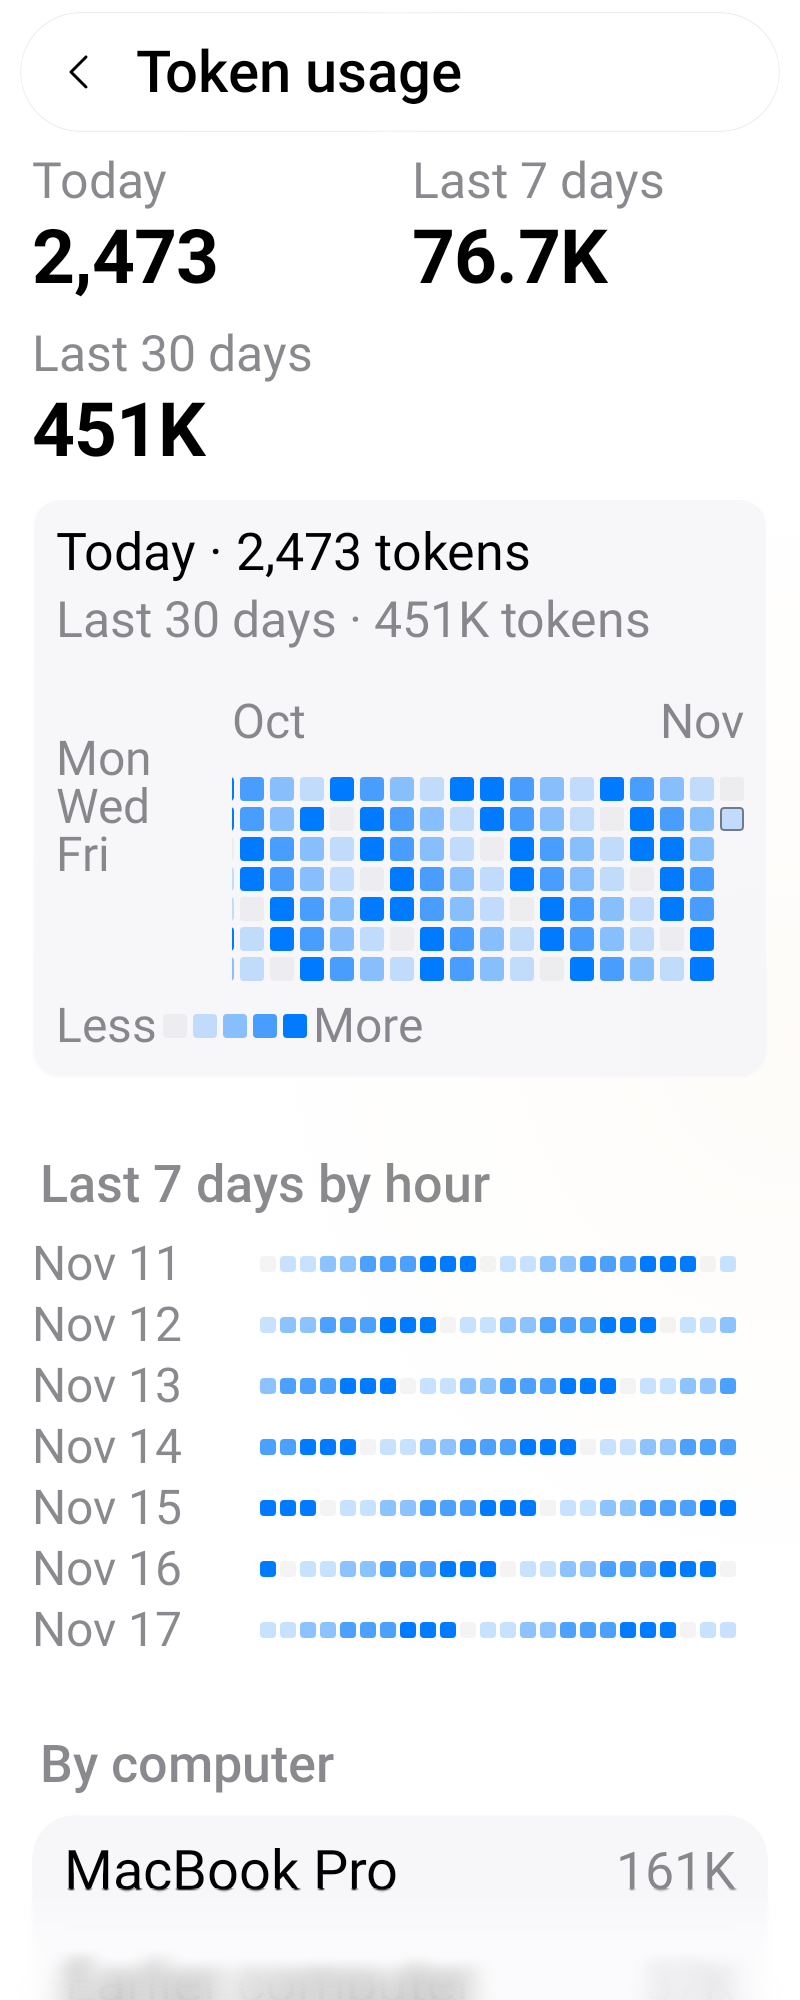 Token usage
Today
2,473
Last 7 days
76.7K
Last 30 days
451K
Today · 2,473 tokens
Last 30 days · 451K tokens
Oct Nov
Mon
Wed
Fri
Less More
Last 7 days by hour
Nov 11
Nov 12
Nov 13
Nov 14
Nov 15
Nov 16
Nov 17
By computer
MacBook Pro 161K
Earlier computer